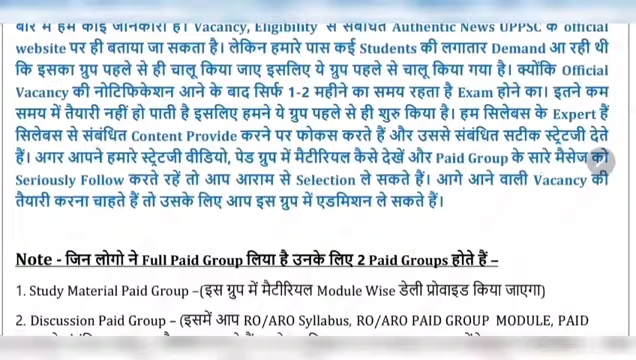 बारे में हमें कोई जानकारी है। Vacancy, Eligibility से संबंधित Authentic News UPPSC के official
website पर ही बताया जा सकता है। लेकिन हमारे पास कई Students की लगातार Demand आ रही थी
कि इसका ग्रुप पहले से ही चालू किया जाए इसलिए ये ग्रुप पहले से चालू किया गया है। क्योंकि Official
Vacancy की नोटिफिकेशन आने के बाद सिर्फ 1-2 महीने का समय रहता है Exam होने का। इतने कम
समय में तैयारी नहीं हो पाती है इसलिए हमने ये ग्रुप पहले से ही शुरु किया है। हम सिलेबस के Expert हैं
सिलेबस से संबंधित Content Provide करने पर फोकस करते हैं और उससे संबंधित सटीक स्ट्रेटजी देते
हैं। अगर आपने हमारे स्ट्रेटजी वीडियो, पेड ग्रुप में मैटीरियल कैसे देखें और Paid Group के सारे मैसेज को
Seriously Follow करते रहें तो आप आराम से Selection ले सकते हैं। आगे आने वाली Vacancy की
तैयारी करना चाहते हैं तो उसके लिए आप इस ग्रुप में एडमिशन ले सकते हैं।
Note - जिन लोगो ने Full Paid Group लिया है उनके लिए 2 Paid Groups होते हैं –
1. Study Material Paid Group –(इस ग्रुप में मैटीरियल Module Wise डेली प्रोवाइड किया जाएगा)
2. Discussion Paid Group – (इसमें आप RO/ARO Syllabus, RO/ARO PAID GROUP MODULE, PAID